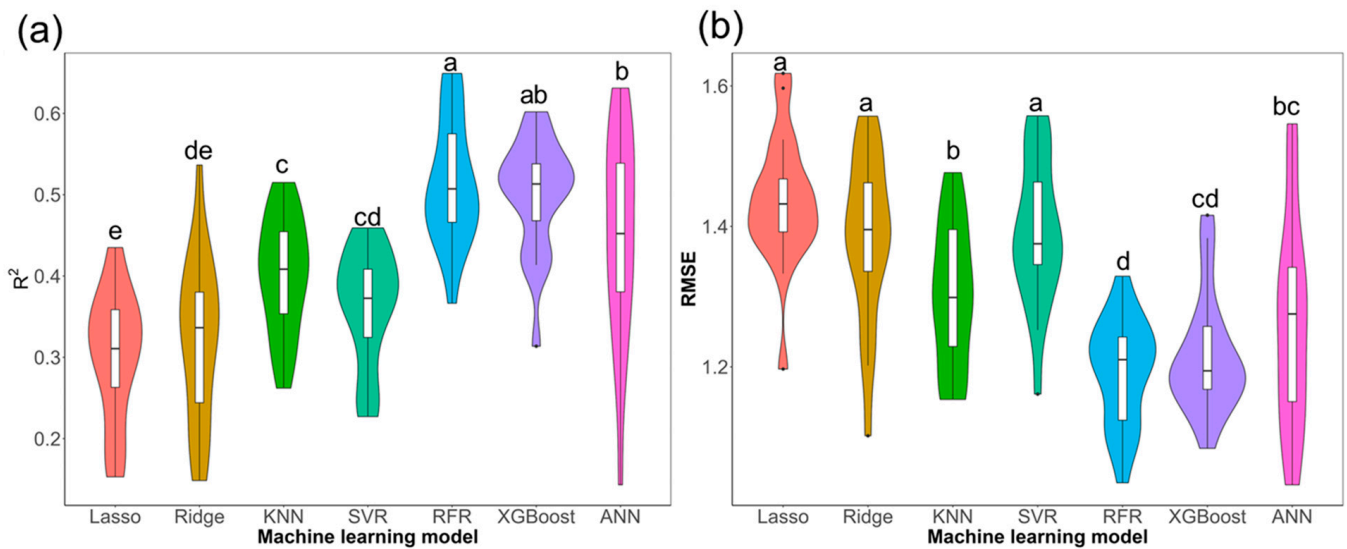 (a)
R²
0.6
0.5
0.4
0.3
0.2
e
de
c
cd
a
ab
b
Lasso
Ridge
KNN
SVR
RFR
XGBoost
ANN
Machine learning model
(b)
RMSE
1.6
1.4
1.2
a
a
b
a
d
cd
bc
Lasso
Ridge
KNN
SVR
RFR
XGBoost
ANN
Machine learning model